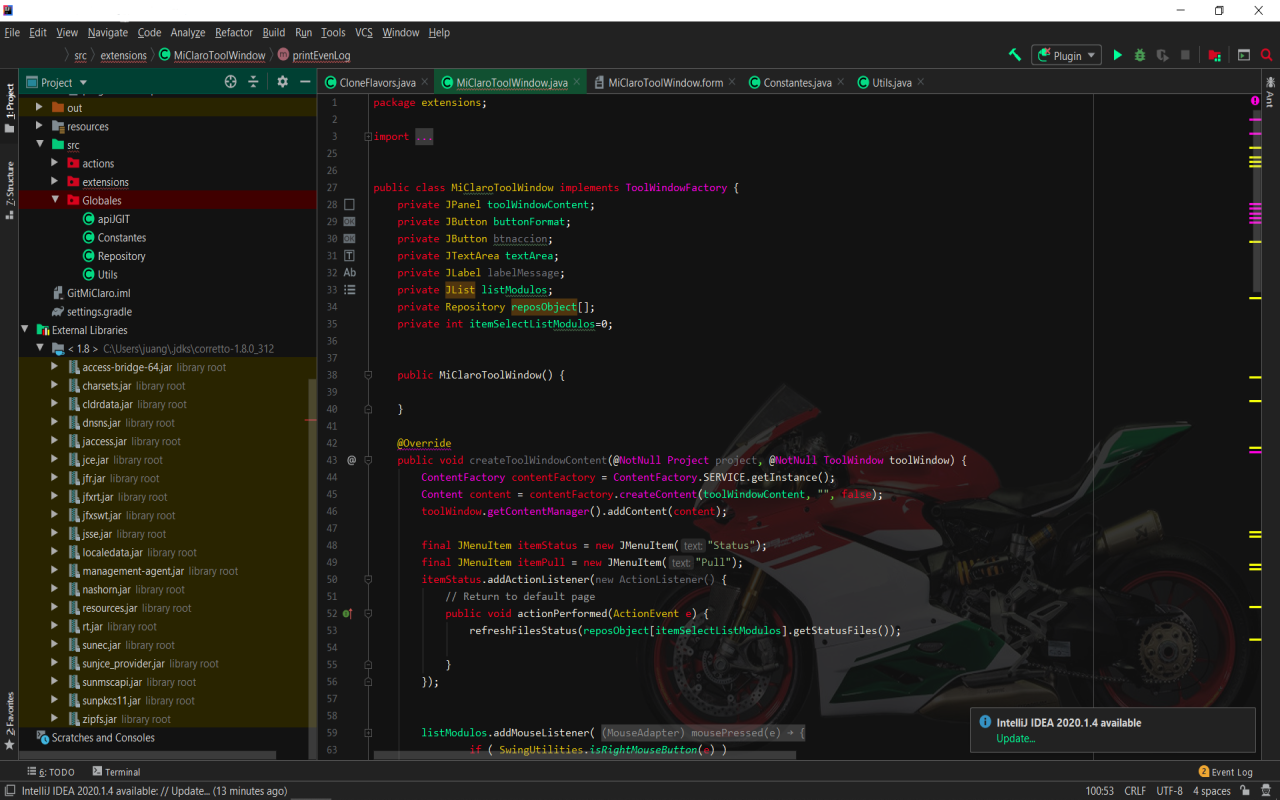 File Edit View Navigate Code Analyze Refactor Build Run Tools VCS Window Help
src extensions MiClaroToolWindow printEvenLog
Plugin
Project
CloneFlavors.java MiClaroToolWindow.java MiClaroToolWindow.form Constantes.java Utils.java
1: Project
Z: Structure
2: Favorites
Ant
out
resources
src
actions
extensions
Globales
apiJGIT
Constantes
Repository
Utils
GitMiClaro.iml
settings.gradle
External Libraries
< 1.8 > C:\Users\juang\.jdks\corretto-1.8.0_312
access-bridge-64.jar library root
charsets.jar library root
cldrdata.jar library root
dnsns.jar library root
jaccess.jar library root
jce.jar library root
jfr.jar library root
jfxrt.jar library root
jfxswt.jar library root
jsse.jar library root
localedata.jar library root
management-agent.jar library root
nashorn.jar library root
resources.jar library root
rt.jar library root
sunec.jar library root
sunjce_provider.jar library root
sunmscapi.jar library root
sunpkcs11.jar library root
zipfs.jar library root
Scratches and Consoles
1 package extensions;
2
3 import ...
25
26
27 public class MiClaroToolWindow implements ToolWindowFactory {
28 private JPanel toolWindowContent;
29 OK private JButton buttonFormat;
30 OK private JButton btnaccion;
31 T private JTextArea textArea;
32 Ab private JLabel labelMessage;
33 private JList listModulos;
34 private Repository reposObject[];
35 private int itemSelectListModulos=0;
36
37
38 public MiClaroToolWindow() {
39
40 }
41
42 @Override
43 @ public void createToolWindowContent(@NotNull Project project, @NotNull ToolWindow toolWindow) {
44 ContentFactory contentFactory = ContentFactory.SERVICE.getInstance();
45 Content content = contentFactory.createContent(toolWindowContent, "", false);
46 toolWindow.getContentManager().addContent(content);
47
48 final JMenuItem itemStatus = new JMenuItem( text: "Status");
49 final JMenuItem itemPull = new JMenuItem( text: "Pull");
50 itemStatus.addActionListener(new ActionListener() {
51 // Return to default page
52 public void actionPerformed(ActionEvent e) {
53 refreshFilesStatus(reposObject[itemSelectListModulos].getStatusFiles());
54
55 }
56 });
57
58
59 listModulos.addMouseListener( (MouseAdapter) mousePressed(e) → {
63 if ( SwingUtilities.isRightMouseButton(e) )
IntelliJ IDEA 2020.1.4 available
Update...
6: TODO Terminal
2 Event Log
IntelliJ IDEA 2020.1.4 available: // Update... (13 minutes ago)
100:53 CRLF UTF-8 4 spaces